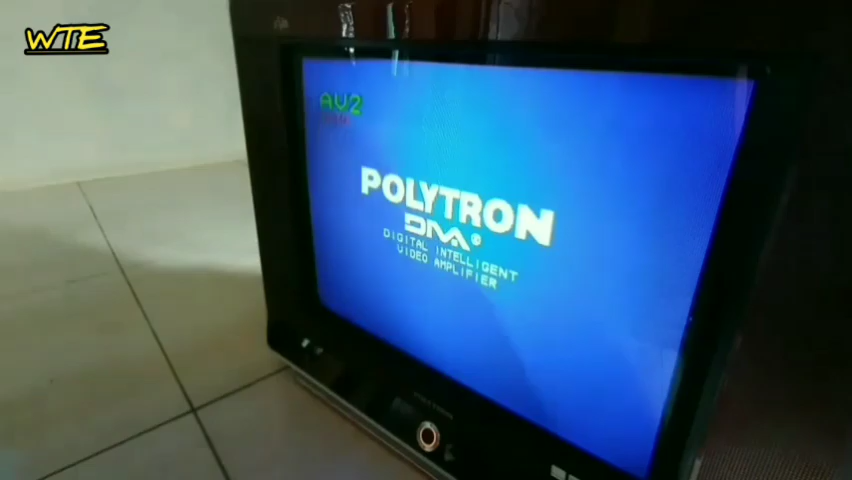 WTE
AV2
POLYTRON
DIVA®
DIGITAL INTELLIGENT
VIDEO AMPLIFIER